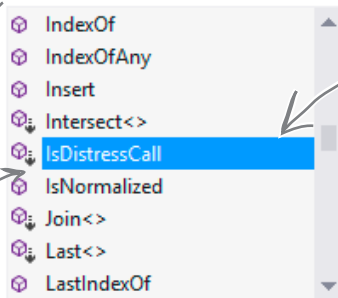 IndexOf
IndexOfAny
Insert
Intersect<>
IsDistressCall
IsNormalized
Join<>
Last<>
LastIndexOf